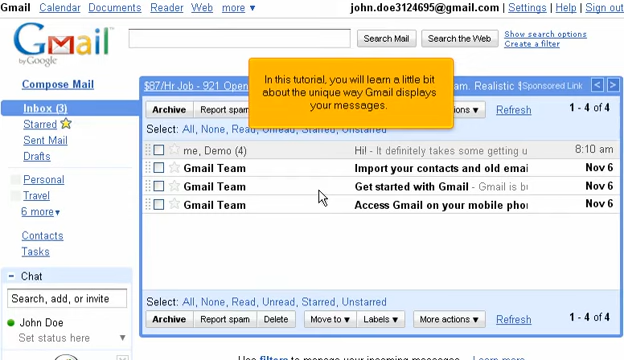 Gmail Calendar Documents Reader Web more ▼ john.doe3124695@gmail.com | Settings | Help | Sign out
Gmail
by Google
Search Mail Search the Web Show search options
Create a filter
Compose Mail
$87/Hr Job - 921 Open
am. Realistic $ Sponsored Link < >
In this tutorial, you will learn a little bit
about the unique way Gmail displays
your messages.
Inbox (3)
Starred
Sent Mail
Drafts
Personal
Travel
6 more▼
Contacts
Tasks
Archive Report spam
ctions ▼ Refresh 1 - 4 of 4
Select: All, None, Read, Unread, Starred, Unstarred
me, Demo (4) Hi! - It definitely takes some getting u 8:10 am
Gmail Team Import your contacts and old emai Nov 6
Gmail Team Get started with Gmail - Gmail is bu Nov 6
Gmail Team Access Gmail on your mobile phon Nov 6
− Chat
Search, add, or invite
John Doe
Set status here ▼
Select: All, None, Read, Unread, Starred, Unstarred
Archive Report spam Delete Move to ▼ Labels ▼ More actions ▼ Refresh 1 - 4 of 4
Use filters to manage your incoming messages. Learn more